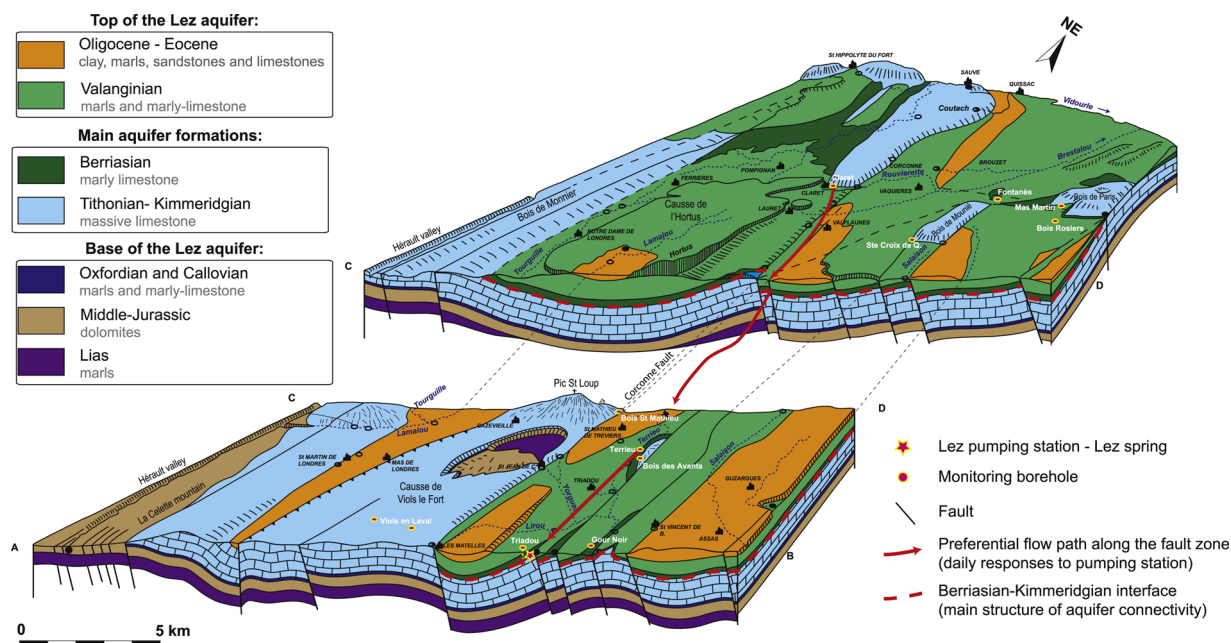 Top of the Lez aquifer:
Oligocene - Eocene
clay, marls, sandstones and limestones
Valanginian
marls and marly-limestone
Main aquifer formations:
Berriasian
marly limestone
Tithonian- Kimmeridgian
massive limestone
Base of the Lez aquifer:
Oxfordian and Callovian
marls and marly-limestone
Middle-Jurassic
dolomites
Lias
marls
NE
St HIPPOLYTE DU FORT
SAUVE
QUISSAC
Coutach
Vidourle
Brestalou
CORCONNE
BROUZET
Rouvierette
POMPIGNAN
FERRIERES
Claret
CLARET
VAQUIERES
Fontanès
Bois de Paris
Mas Martin
Bois Rosiers
Bois de Monnier
Causse de
l'Hortus
LAURET
VALFLAUNES
Bois de Mounié
Ste Croix de Q.
Salaison
Hérault valley
NOTRE DAME DE
LONDRES
Lamalou
Tourguille
Hortus
C
D
Corconne Fault
Pic St Loup
C
Tourguille
Lamalou
CAZEVIEILLE
Bois St Mathieu
St MATHIEU
DE TREVIERS
Terrieu
Terrieu
Bois des Avants
D
Hérault valley
La Celette mountain
St MARTIN DE
LONDRES
MAS DE
LONDRES
St JEAN DE C.
Causse de
Viols le Fort
Yorgues
TRIADOU
Salaison
GUZARGUES
Viols en Laval
Lirou
LES MATELLES
Triadou
Gour Noir
St VINCENT DE
B.
ASSAS
A
B
0
5 km
Lez pumping station - Lez spring
Monitoring borehole
Fault
Preferential flow path along the fault zone
(daily responses to pumping station)
Berriasian-Kimmeridgian interface
(main structure of aquifer connectivity)